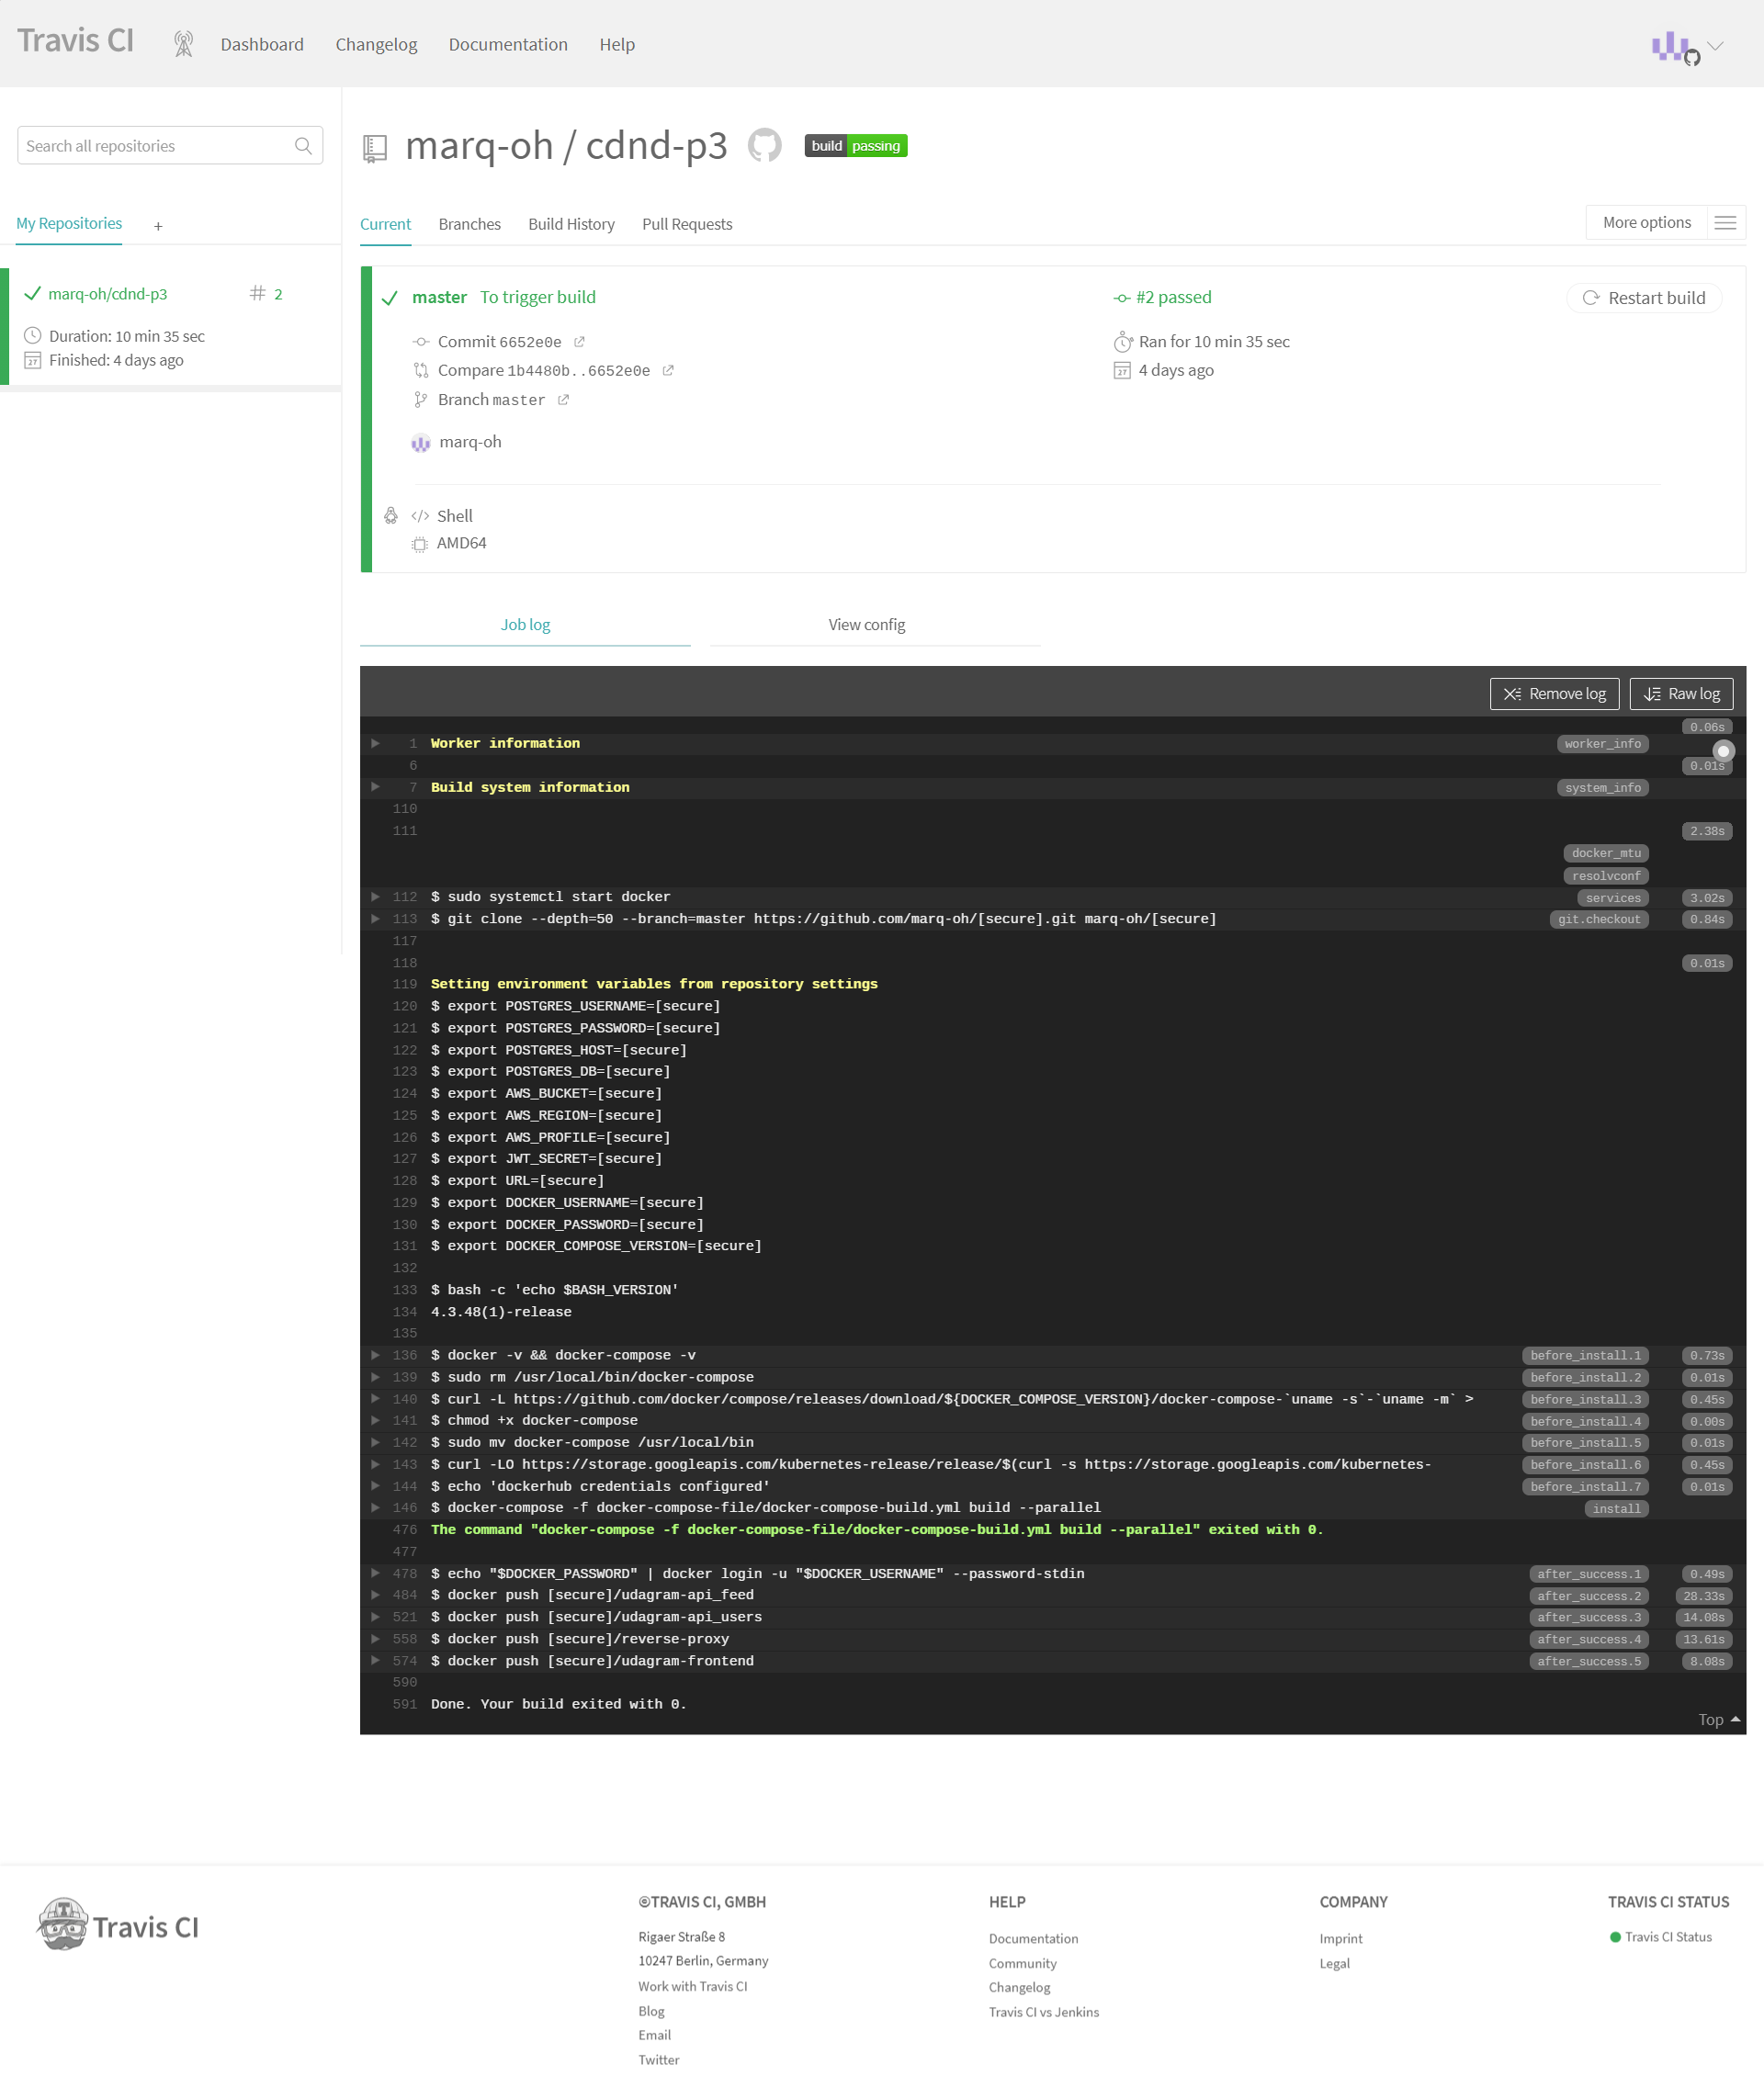 Travis CI
Dashboard
Changelog
Documentation
Help
Search all repositories
My Repositories +
marq-oh/cdnd-p3 # 2
Duration: 10 min 35 sec
27 Finished: 4 days ago
marq-oh / cdnd-p3 build passing
Current
Branches
Build History
Pull Requests
More options
master To trigger build
#2 passed
Restart build
Commit 6652e0e
Ran for 10 min 35 sec
Compare 1b4480b..6652e0e
27 4 days ago
Branch master
marq-oh
</> Shell
AMD64
Job log
View config
Remove log
Raw log
0.06s
1 Worker information worker_info
6 0.01s
7 Build system information system_info
110
111 2.38s
docker_mtu
resolvconf
112 $ sudo systemctl start docker services 3.02s
113 $ git clone --depth=50 --branch=master https://github.com/marq-oh/[secure].git marq-oh/[secure] git.checkout 0.84s
117
118 0.01s
119 Setting environment variables from repository settings
120 $ export POSTGRES_USERNAME=[secure]
121 $ export POSTGRES_PASSWORD=[secure]
122 $ export POSTGRES_HOST=[secure]
123 $ export POSTGRES_DB=[secure]
124 $ export AWS_BUCKET=[secure]
125 $ export AWS_REGION=[secure]
126 $ export AWS_PROFILE=[secure]
127 $ export JWT_SECRET=[secure]
128 $ export URL=[secure]
129 $ export DOCKER_USERNAME=[secure]
130 $ export DOCKER_PASSWORD=[secure]
131 $ export DOCKER_COMPOSE_VERSION=[secure]
132
133 $ bash -c 'echo $BASH_VERSION'
134 4.3.48(1)-release
135
136 $ docker -v && docker-compose -v before_install.1 0.73s
139 $ sudo rm /usr/local/bin/docker-compose before_install.2 0.01s
140 $ curl -L https://github.com/docker/compose/releases/download/${DOCKER_COMPOSE_VERSION}/docker-compose-`uname -s`-`uname -m` > before_install.3 0.45s
141 $ chmod +x docker-compose before_install.4 0.00s
142 $ sudo mv docker-compose /usr/local/bin before_install.5 0.01s
143 $ curl -LO https://storage.googleapis.com/kubernetes-release/release/$(curl -s https://storage.googleapis.com/kubernetes- before_install.6 0.45s
144 $ echo 'dockerhub credentials configured' before_install.7 0.01s
146 $ docker-compose -f docker-compose-file/docker-compose-build.yml build --parallel install
476 The command "docker-compose -f docker-compose-file/docker-compose-build.yml build --parallel" exited with 0.
477
478 $ echo "$DOCKER_PASSWORD" | docker login -u "$DOCKER_USERNAME" --password-stdin after_success.1 0.49s
484 $ docker push [secure]/udagram-api_feed after_success.2 28.33s
521 $ docker push [secure]/udagram-api_users after_success.3 14.08s
558 $ docker push [secure]/reverse-proxy after_success.4 13.61s
574 $ docker push [secure]/udagram-frontend after_success.5 8.08s
590
591 Done. Your build exited with 0.
Top
Travis CI
©TRAVIS CI, GMBH
Rigaer Straße 8
10247 Berlin, Germany
Work with Travis CI
Blog
Email
Twitter
HELP
Documentation
Community
Changelog
Travis CI vs Jenkins
COMPANY
Imprint
Legal
TRAVIS CI STATUS
Travis CI Status